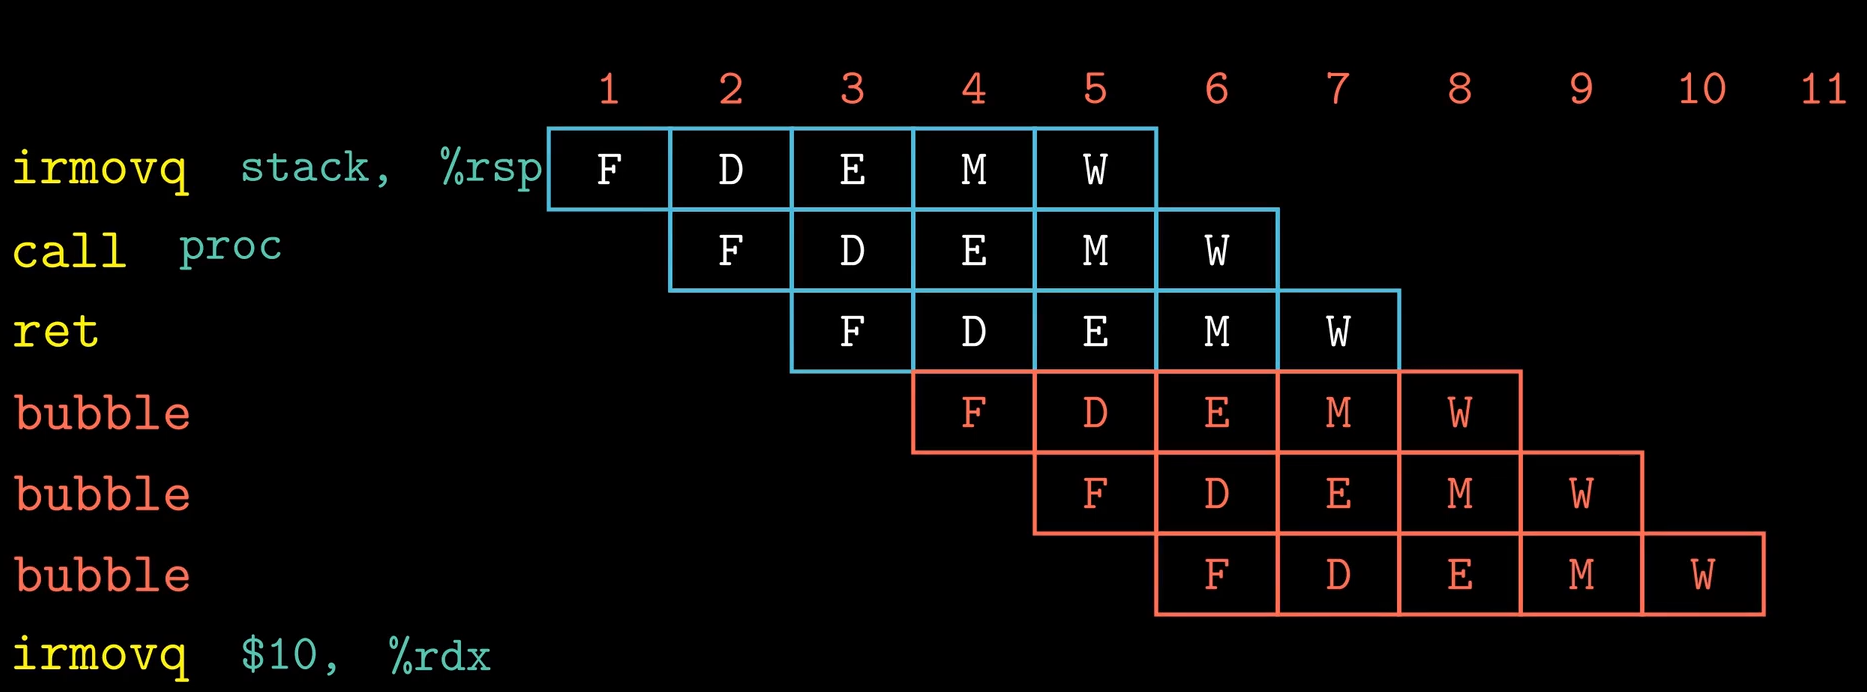 1 2 3 4 5 6 7 8 9 10 11
irmovq stack, %rsp F D E M W
call proc F D E M W
ret F D E M W
bubble F D E M W
bubble F D E M W
bubble F D E M W
irmovq $10, %rdx